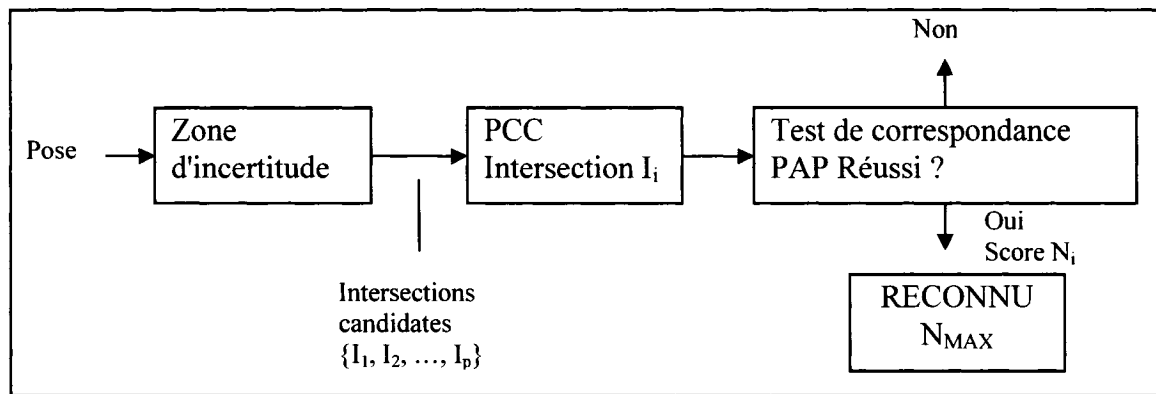 Non
Pose
Zone
d'incertitude
PCC
Intersection Iᵢ
Test de correspondance
PAP Réussi ?
Oui
Score Nᵢ
Intersections
candidates
{I₁, I₂, …, Iₚ}
RECONNU
N_MAX